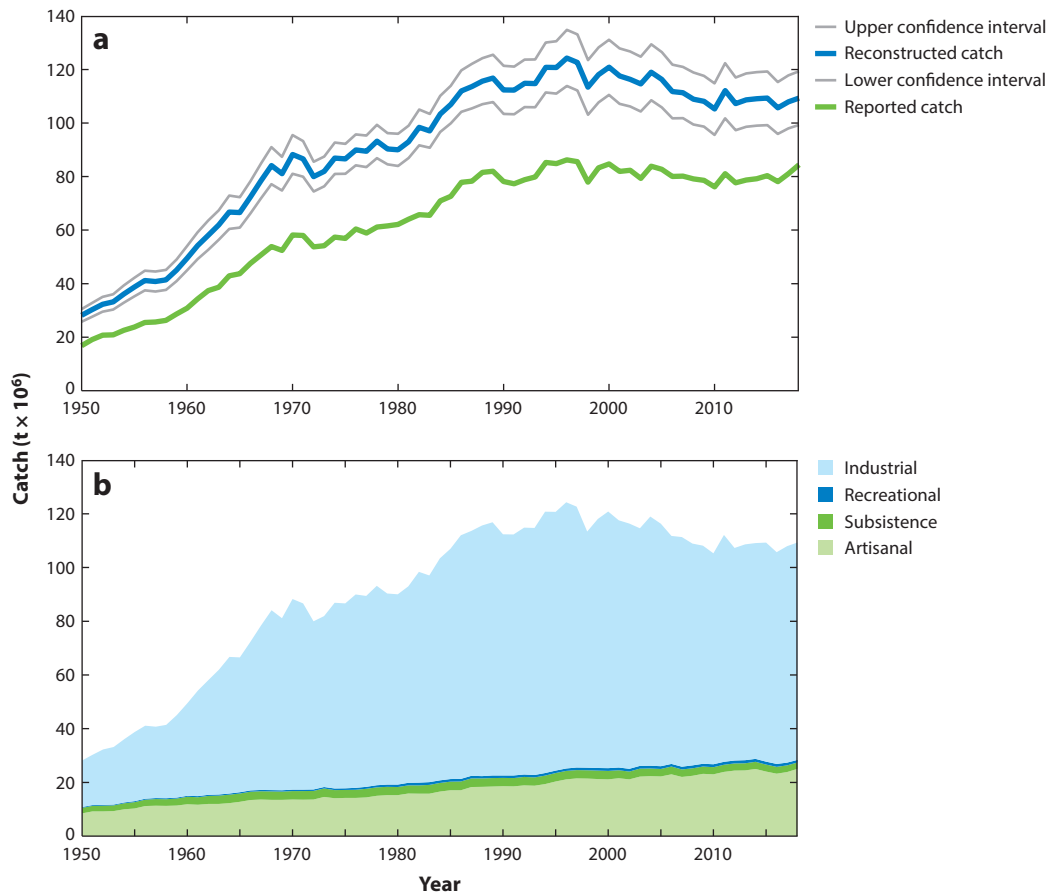 a
140
120
100
80
60
40
20
0
1950 1960 1970 1980 1990 2000 2010
Upper confidence interval
Reconstructed catch
Lower confidence interval
Reported catch
Catch (t × 10⁶)
b
140
120
100
80
60
40
20
0
1950 1960 1970 1980 1990 2000 2010
Year
Industrial
Recreational
Subsistence
Artisanal